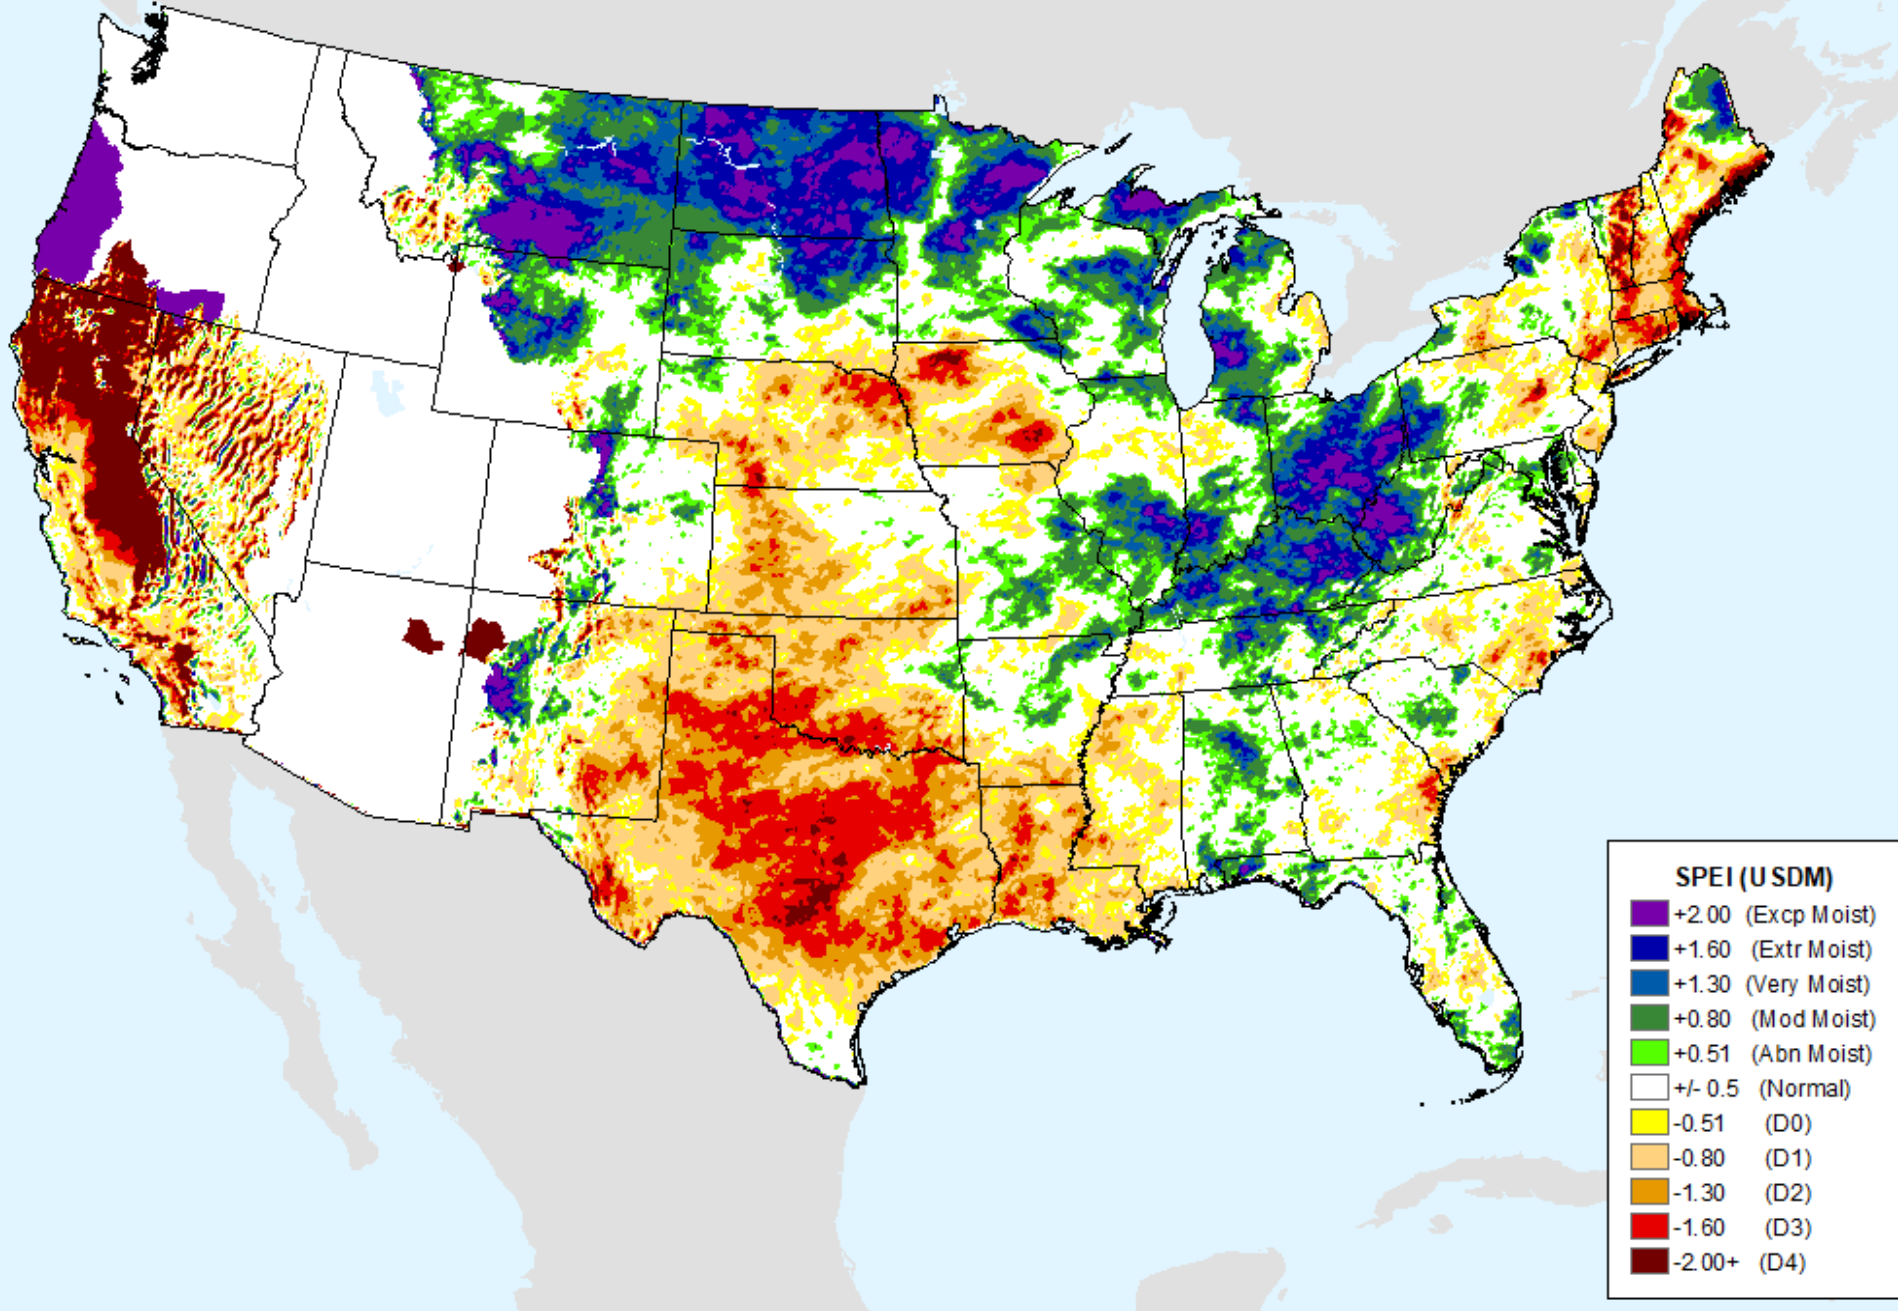 SPEI (USDM)
+2.00 (Excp Moist)
+1.60 (Extr Moist)
+1.30 (Very Moist)
+0.80 (Mod Moist)
+0.51 (Abn Moist)
+/- 0.5 (Normal)
-0.51 (D0)
-0.80 (D1)
-1.30 (D2)
-1.60 (D3)
-2.00+ (D4)